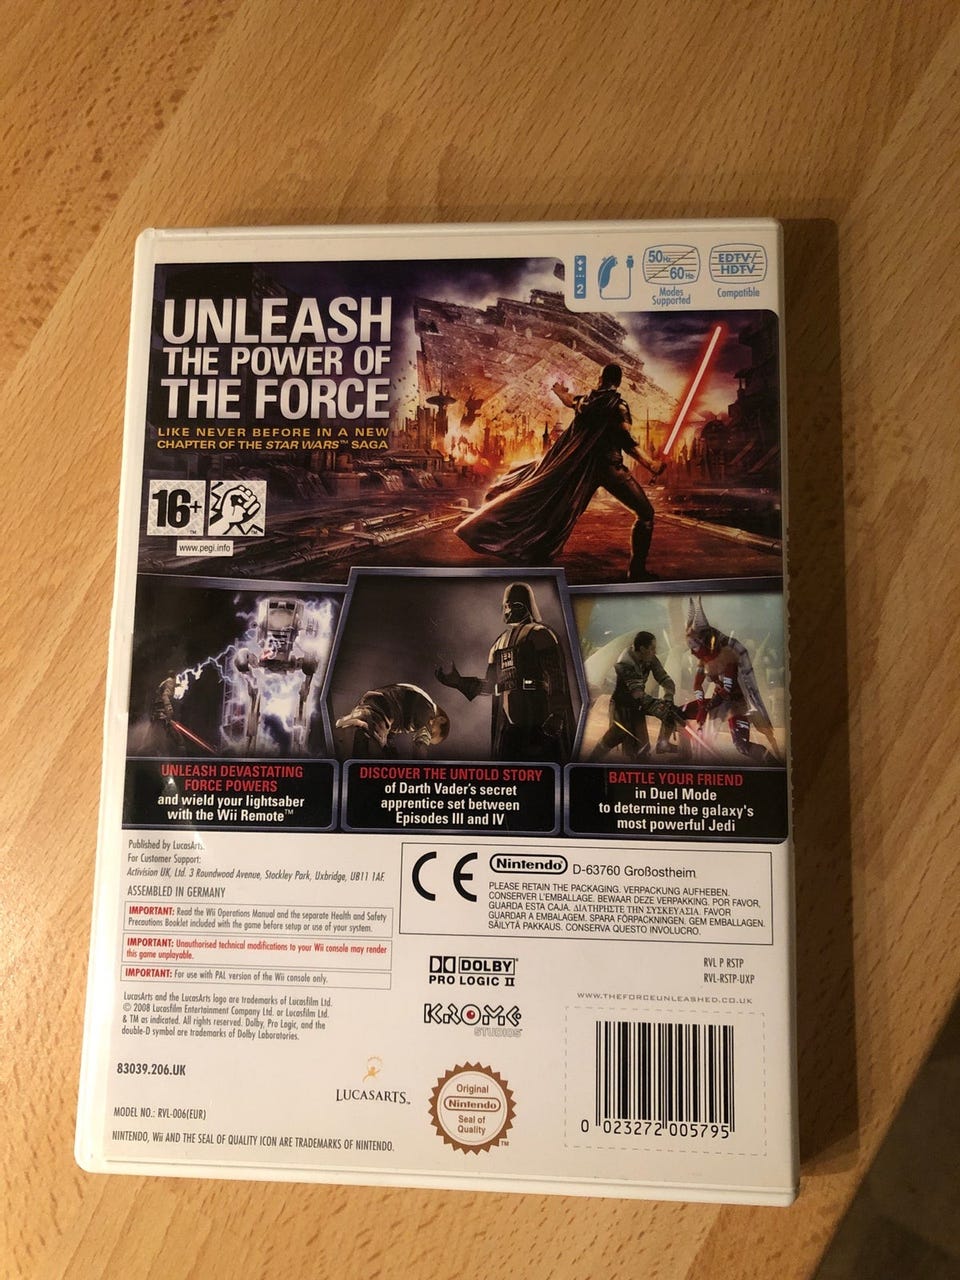 2
50Hz
60Hz
Modes
Supported
EDTV/
HDTV
Compatible
UNLEASH
THE POWER OF
THE FORCE
LIKE NEVER BEFORE IN A NEW
CHAPTER OF THE STAR WARS™ SAGA
16+
™
™
www.pegi.info
UNLEASH DEVASTATING
FORCE POWERS
and wield your lightsaber
with the Wii Remote™
DISCOVER THE UNTOLD STORY
of Darth Vader's secret
apprentice set between
Episodes III and IV
BATTLE YOUR FRIEND
in Duel Mode
to determine the galaxy's
most powerful Jedi
Published by LucasArts.
For Customer Support:
Activision UK, Ltd. 3 Roundwood Avenue, Stockley Park, Uxbridge, UB11 1AF.
ASSEMBLED IN GERMANY
IMPORTANT: Read the Wii Operations Manual and the separate Health and Safety
Precautions Booklet included with the game before setup or use of your system.
IMPORTANT: Unauthorised technical modifications to your Wii console may render
this game unplayable.
IMPORTANT: For use with PAL version of the Wii console only.
LucasArts and the LucasArts logo are trademarks of Lucasfilm Ltd.
© 2008 Lucasfilm Entertainment Company Ltd. or Lucasfilm Ltd.
& TM as indicated. All rights reserved. Dolby, Pro Logic, and the
double-D symbol are trademarks of Dolby Laboratories.
83039.206.UK
MODEL NO.: RVL-006(EUR)
NINTENDO, Wii AND THE SEAL OF QUALITY ICON ARE TRADEMARKS OF NINTENDO.
CE
Nintendo® D-63760 Großostheim
PLEASE RETAIN THE PACKAGING. VERPACKUNG AUFHEBEN.
CONSERVER L'EMBALLAGE. BEWAAR DEZE VERPAKKING. POR FAVOR,
GUARDA ESTA CAJA. ΔΙΑΤΗΡΗΣΤΕ ΤΗΝ ΣΥΣΚΕΥΑΣΙΑ. FAVOR
GUARDAR A EMBALAGEM. SPARA FÖRPACKNINGEN. GEM EMBALLAGEN.
SÄILYTÄ PAKKAUS. CONSERVA QUESTO INVOLUCRO.
DOLBY
PRO LOGIC II
RVL P RSTP
RVL-RSTP-UXP
WWW.THEFORCEUNLEASHED.CO.UK
KROME
STUDIOS
LUCASARTS™
Original
Nintendo
Seal of
Quality
™
0 023272 005795